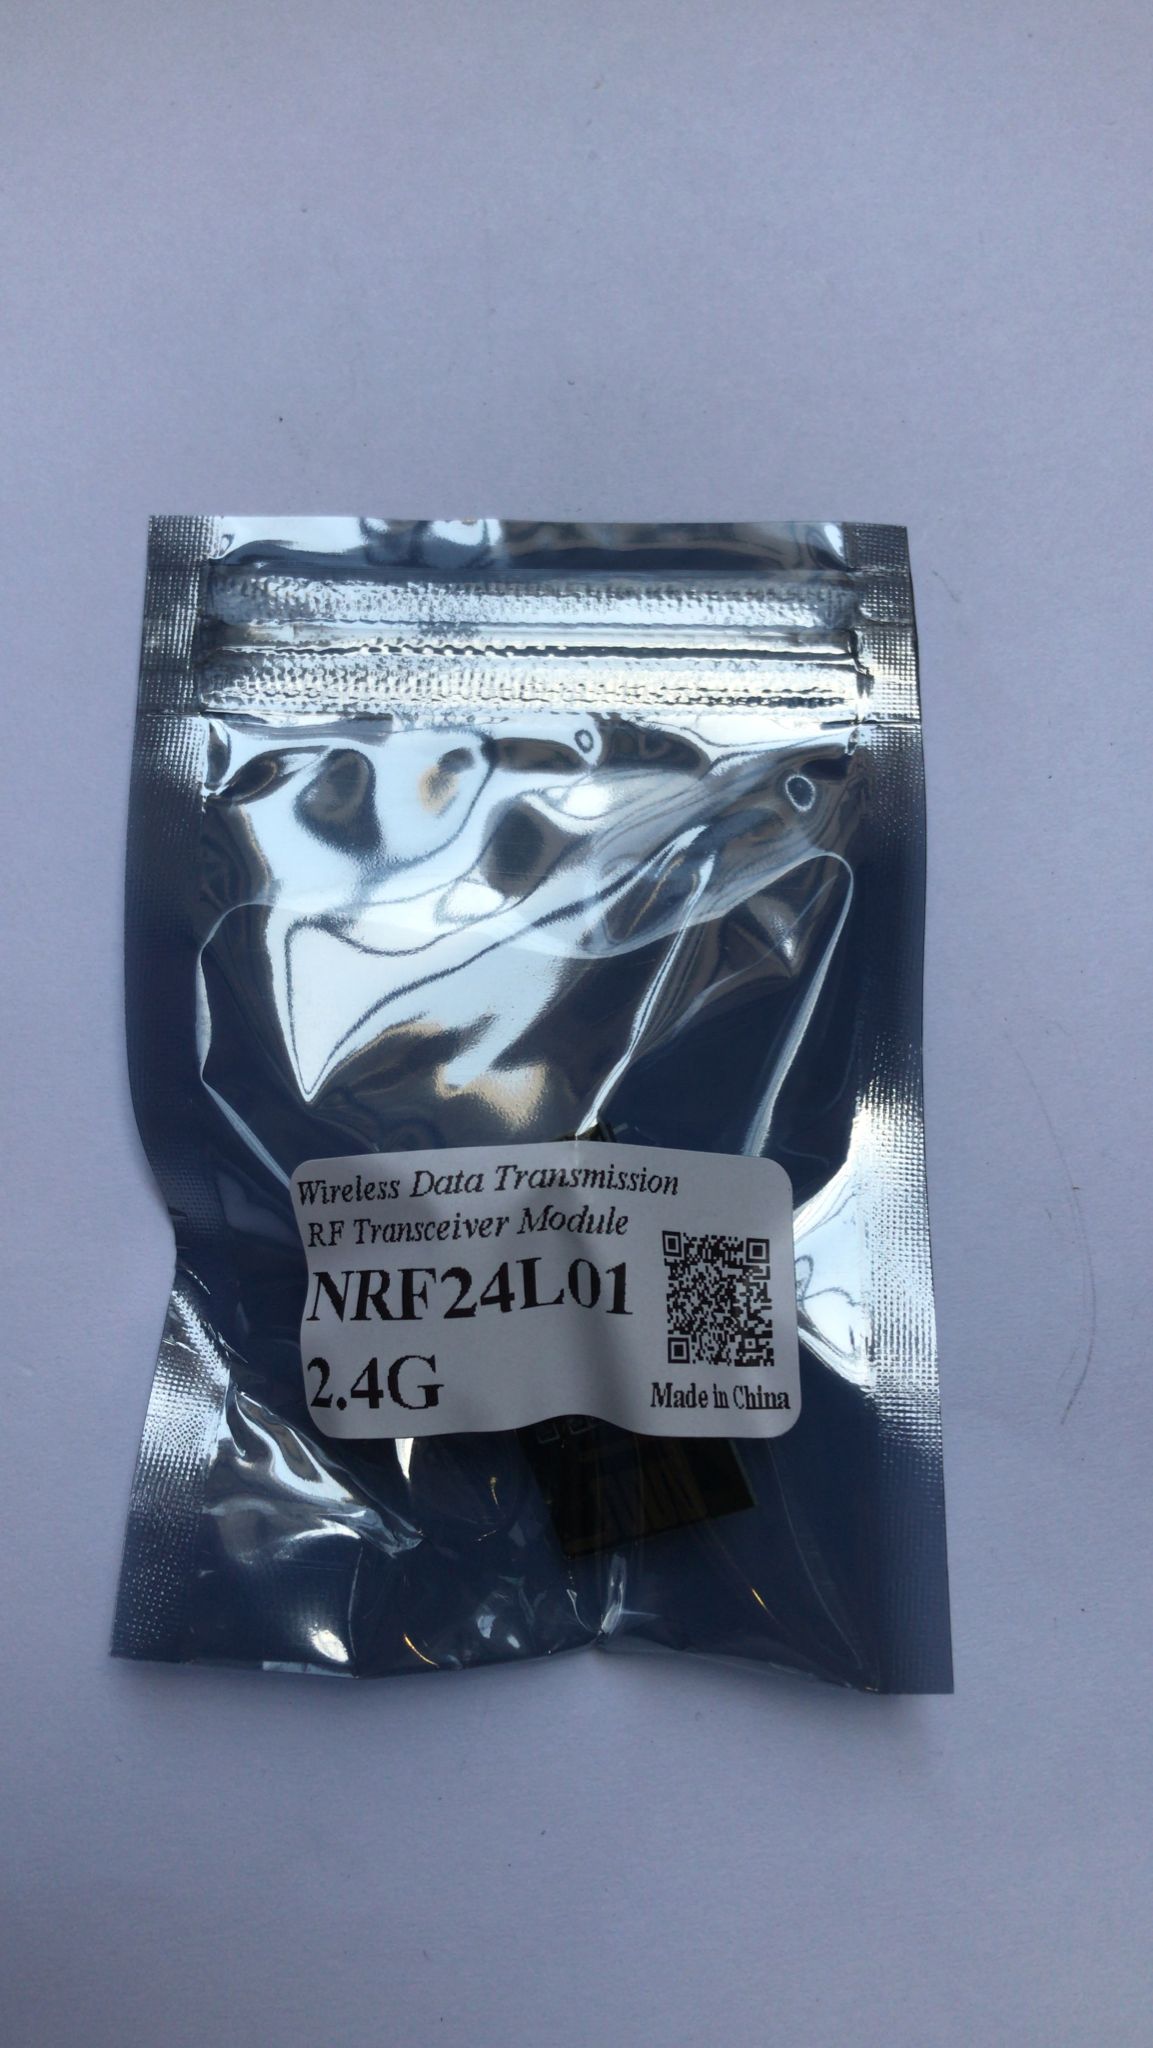 Wireless Data Transmission
RF Transceiver Module
NRF24L01
2.4G
Made in China